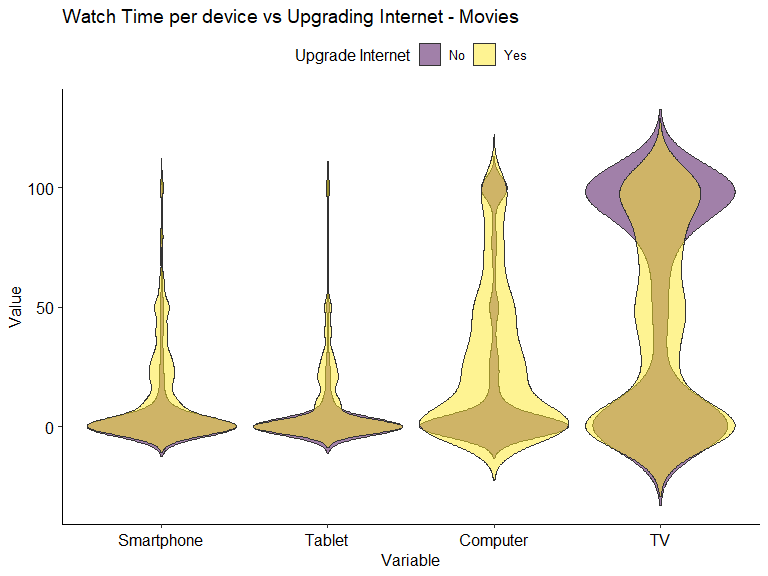 Watch Time per device vs Upgrading Internet - Movies
Upgrade Internet No Yes
100
50
0
Value
Smartphone Tablet Computer TV
Variable